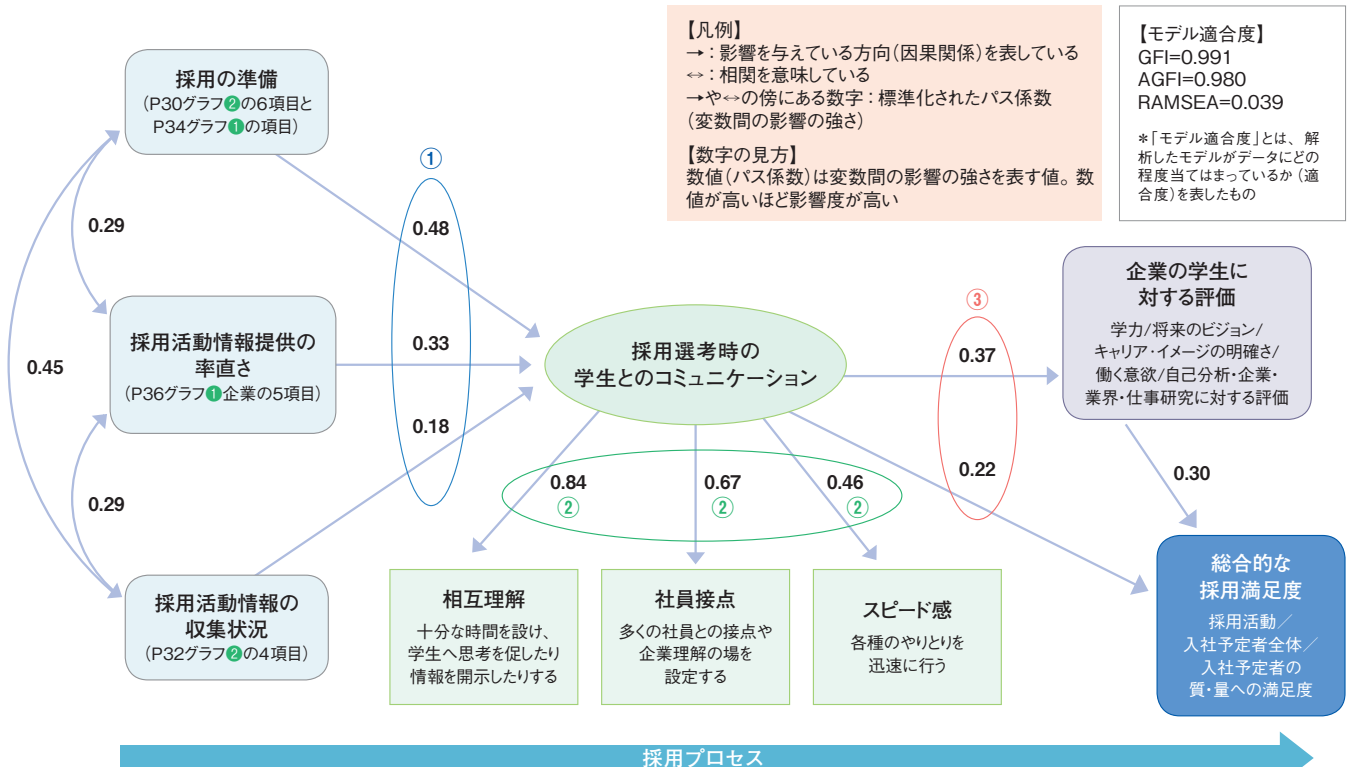 【凡例】
→：影響を与えている方向（因果関係）を表している
↔：相関を意味している
→や↔の傍にある数字：標準化されたパス係数
（変数間の影響の強さ）
【数字の見方】
数値（パス係数）は変数間の影響の強さを表す値。数
値が高いほど影響度が高い
【モデル適合度】
GFI=0.991
AGFI=0.980
RAMSEA=0.039
＊「モデル適合度」とは、解
析したモデルがデータにどの
程度当てはまっているか（適
合度）を表したもの
採用の準備
（P30グラフ❷の6項目と
P34グラフ❶の項目）
0.29
0.45
採用活動情報提供の
率直さ
（P36グラフ❶企業の5項目）
0.29
採用活動情報の
収集状況
（P32グラフ❷の4項目）
①
0.48
0.33
0.18
採用選考時の
学生とのコミュニケーション
0.84
②
0.67
②
0.46
②
相互理解
十分な時間を設け、
学生へ思考を促したり
情報を開示したりする
社員接点
多くの社員との接点や
企業理解の場を
設定する
スピード感
各種のやりとりを
迅速に行う
③
0.37
0.22
企業の学生に
対する評価
学力/将来のビジョン/
キャリア・イメージの明確さ/
働く意欲/自己分析・企業・
業界・仕事研究に対する評価
0.30
総合的な
採用満足度
採用活動／
入社予定者全体／
入社予定者の
質・量への満足度
採用プロセス